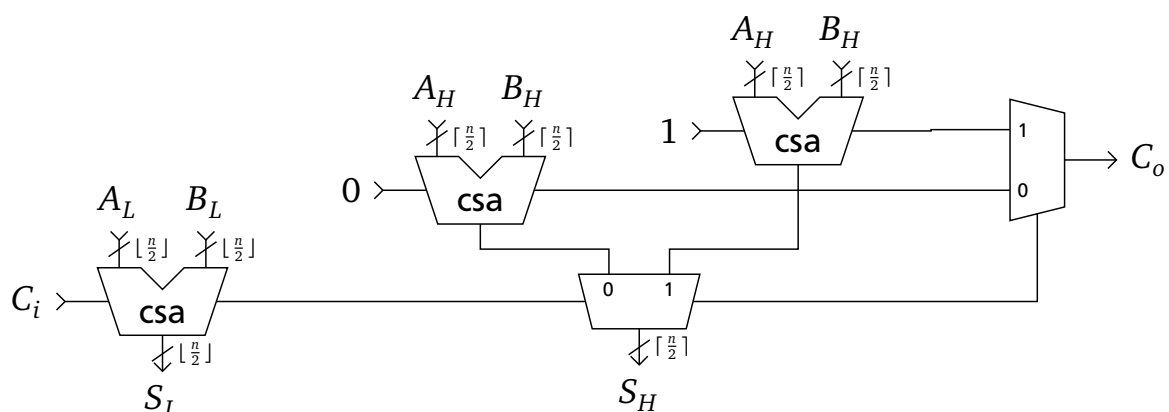 A_H B_H
⌈n/2⌉ ⌈n/2⌉
A_H B_H
1 csa 1
⌈n/2⌉ ⌈n/2⌉
C_o
0 csa 0
A_L B_L
⌊n/2⌋ ⌊n/2⌋
0 1
C_i csa
⌊n/2⌋ ⌈n/2⌉
S_L S_H